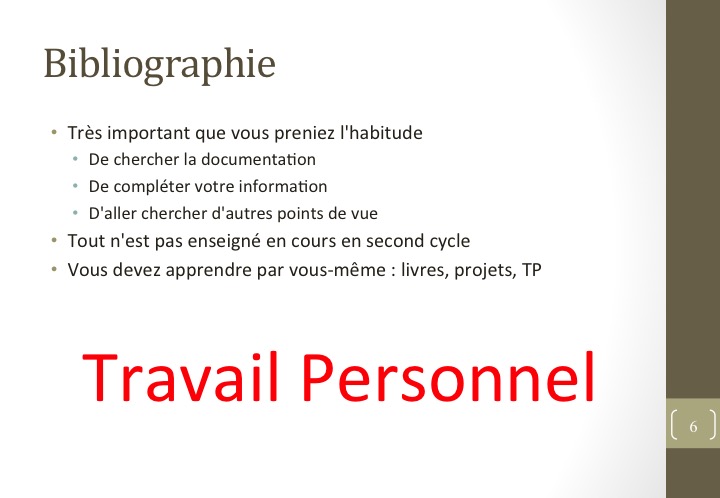 Bibliographie
• Très important que vous preniez l'habitude
• De chercher la documentation
• De compléter votre information
• D'aller chercher d'autres points de vue
• Tout n'est pas enseigné en cours en second cycle
• Vous devez apprendre par vous-même : livres, projets, TP
Travail Personnel
6